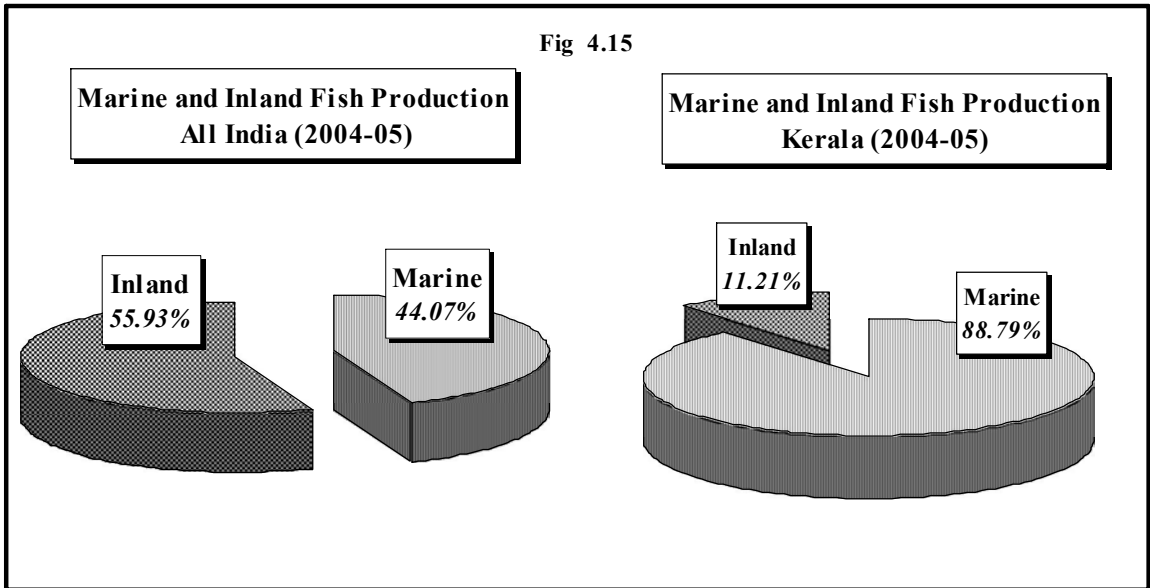 Fig 4.15
Marine and Inland Fish Production
All India (2004-05)
Inland
55.93%
Marine
44.07%
Marine and Inland Fish Production
Kerala (2004-05)
Inland
11.21%
Marine
88.79%